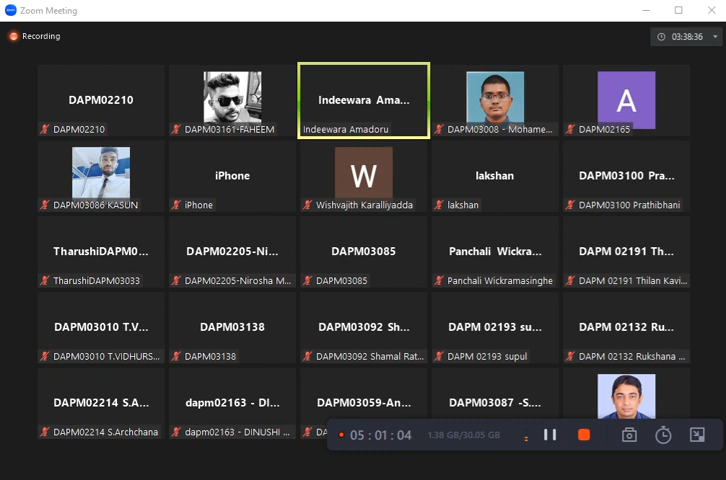 zoom Zoom Meeting
Recording
03:38:36
DAPM02210
DAPM02210
DAPM03161-FAHEEM
Indeewara Ama...
Indeewara Amadoru
DAPM03008 - Mohame...
A
DAPM02165
DAPM03086 KASUN
iPhone
iPhone
W
Wishvajith Karalliyadda
lakshan
lakshan
DAPM03100 Pra...
DAPM03100 Prathibhani
TharushiDAPM0...
TharushiDAPM03033
DAPM02205-Ni...
DAPM02205-Nirosha M...
DAPM03085
DAPM03085
Panchali Wickra...
Panchali Wickramasinghe
DAPM 02191 Th...
DAPM 02191 Thilan Kavi...
DAPM03010 T.V...
DAPM03010 T.VIDHURS...
DAPM03138
DAPM03138
DAPM03092 Sh...
DAPM03092 Shamal Rat...
DAPM 02193 su...
DAPM 02193 supul
DAPM 02132 Ru...
DAPM 02132 Rukshana ...
DAPM02214 S.A...
DAPM02214 S.Archchana
dapm02163 - DI...
dapm02163 - DINUSHI ...
DAPM03059-An...
DAPM03087 -S....
05:01:04
1.38 GB/30.05 GB